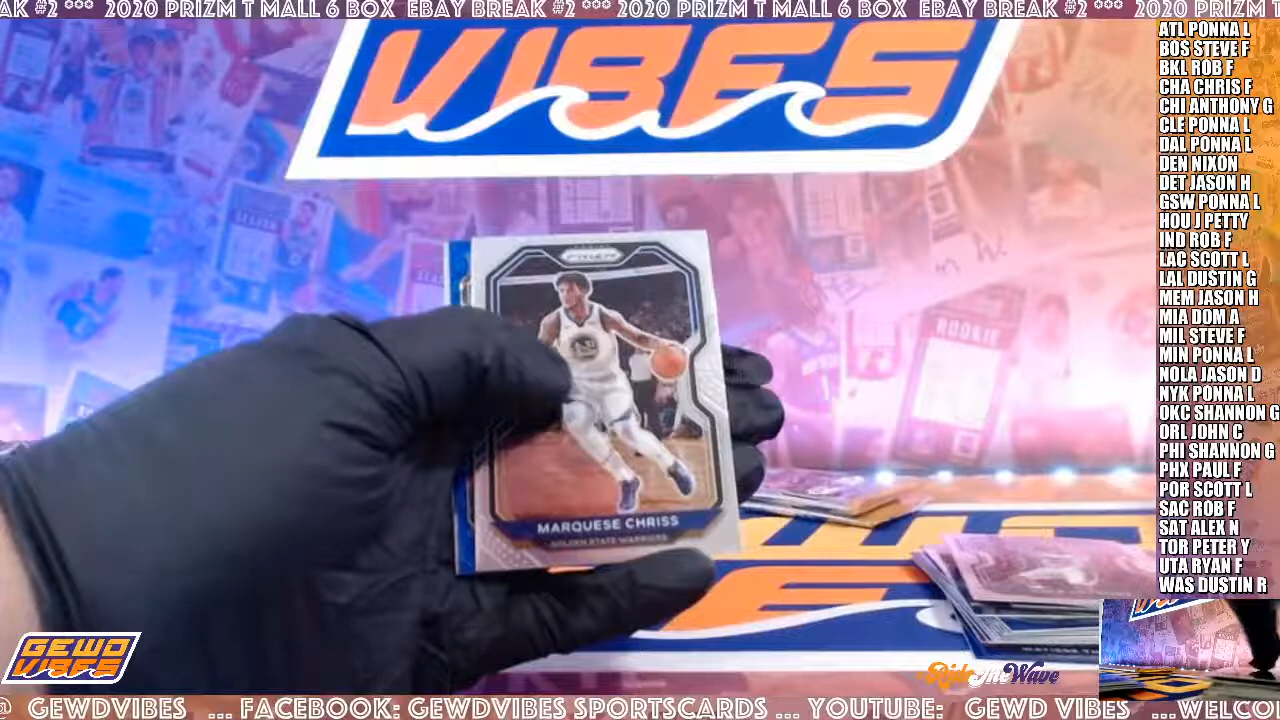 AK #2 *** 2020 PRIZM T MALL 6 BOX EBAY BREAK #2 *** 2020 PRIZM T MALL 6 BOX EBAY BREAK #2 *** 2020 PRIZM T
VIBES
ATL PONNA L
BOS STEVE F
BKL ROB F
CHA CHRIS F
CHI ANTHONY G
CLE PONNA L
DAL PONNA L
DEN NIXON
DET JASON H
GSW PONNA L
HOU J PETTY
IND ROB F
LAC SCOTT L
LAL DUSTIN G
MEM JASON H
MIA DOM A
MIL STEVE F
MIN PONNA L
NOLA JASON D
NYK PONNA L
OKC SHANNON G
ORL JOHN C
PHI SHANNON G
PHX PAUL F
POR SCOTT L
SAC ROB F
SAT ALEX N
TOR PETER Y
UTA RYAN F
WAS DUSTIN R
ROOKIE
PRIZM
MARQUESE CHRISS
GOLDEN STATE WARRIORS
GEWD
VIBES
Ride The Wave
GEWDVIBES ... FACEBOOK: GEWDVIBES SPORTSCARDS ... YOUTUBE: GEWD VIBES ...WELCO